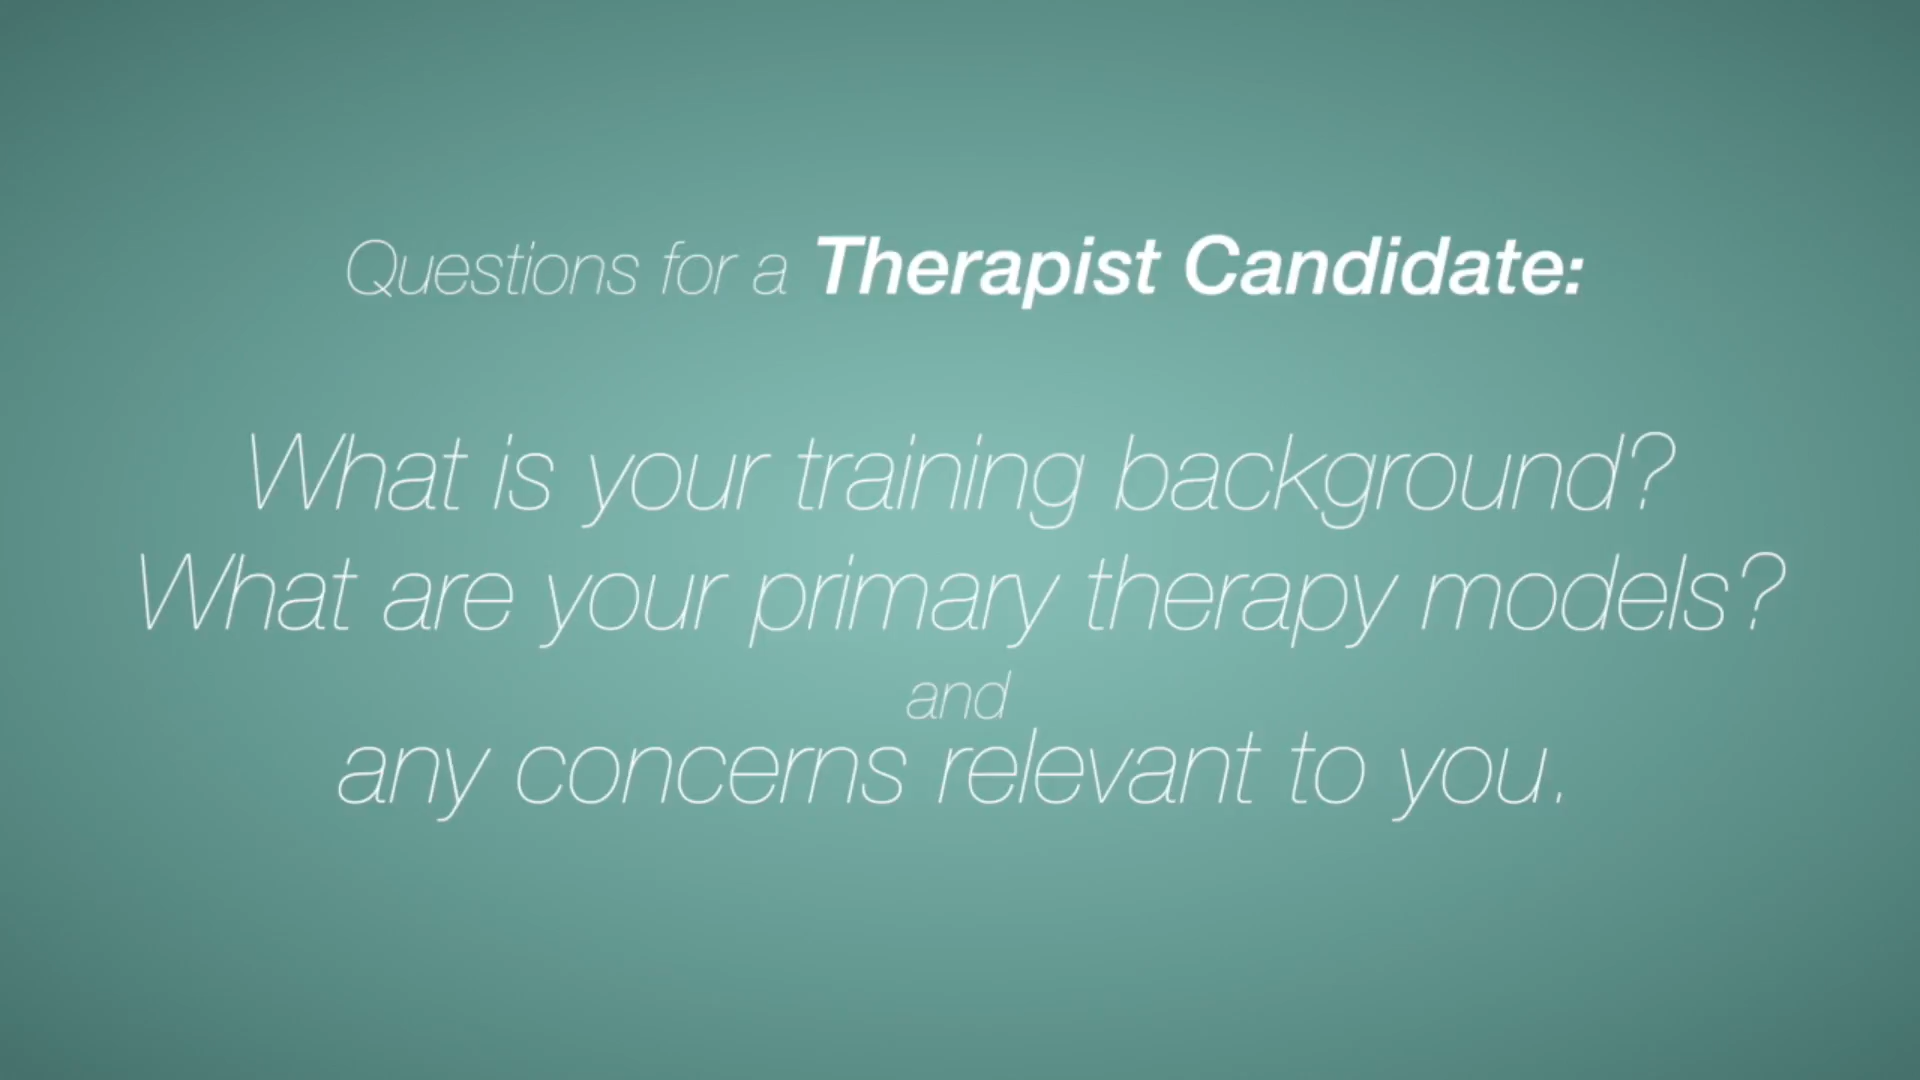 Questions for a Therapist Candidate:
What is your training background?
What are your primary therapy models?
and
any concerns relevant to you.